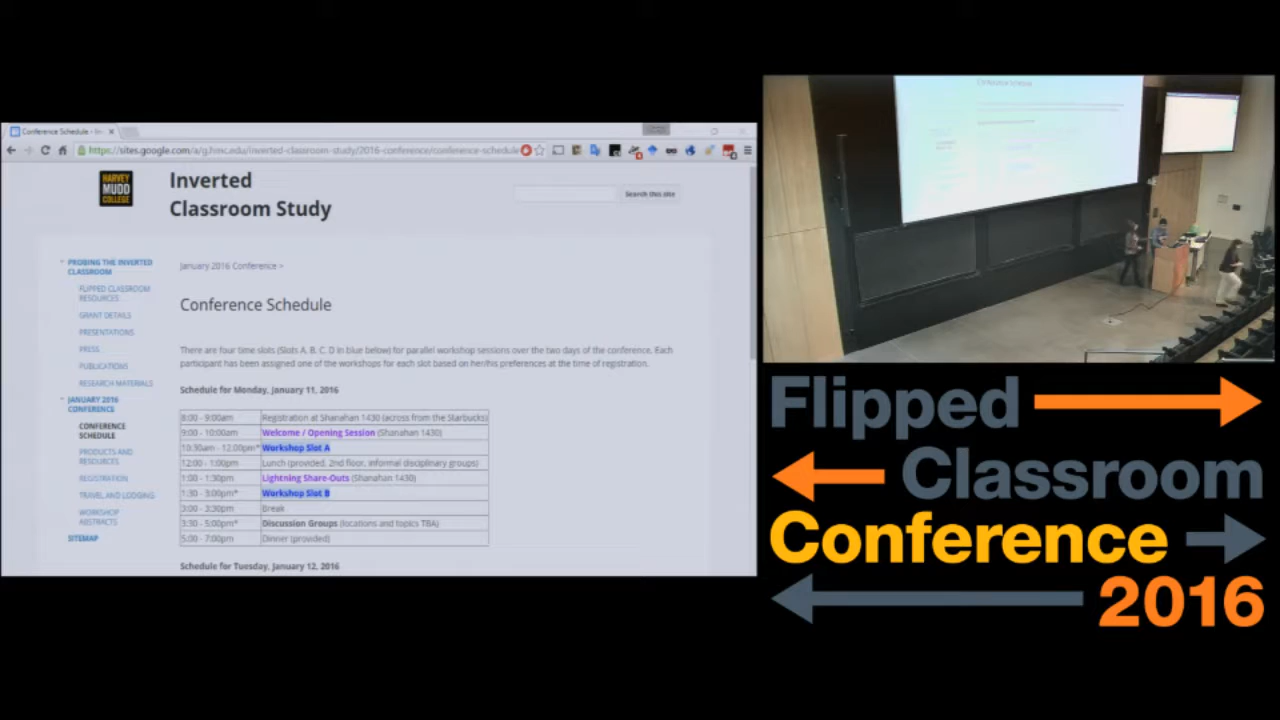 Conference Schedule - In
https://sites.google.com/a/g.hmc.edu/inverted-classroom-study/2016-conference/conference-schedule
HARVEY
MUDD
COLLEGE
Inverted
Classroom Study
Search this site
PROBING THE INVERTED
CLASSROOM
FLIPPED CLASSROOM
RESOURCES
GRANT DETAILS
PRESENTATIONS
PRESS
PUBLICATIONS
RESEARCH MATERIALS
JANUARY 2016
CONFERENCE
CONFERENCE
SCHEDULE
PRODUCTS AND
RESOURCES
REGISTRATION
TRAVEL AND LODGING
WORKSHOP
ABSTRACTS
SITEMAP
January 2016 Conference >
Conference Schedule
There are four time slots (Slots A, B, C, D in blue below) for parallel workshop sessions over the two days of the conference. Each
participant has been assigned one of the workshops for each slot based on her/his preferences at the time of registration.
Schedule for Monday, January 11, 2016
8:00 - 9:00am Registration at Shanahan 1430 (across from the Starbucks)
9:00 - 10:00am Welcome / Opening Session (Shanahan 1430)
10:30am - 12:00pm* Workshop Slot A
12:00 - 1:00pm Lunch (provided, 2nd floor, informal disciplinary groups)
1:00 - 1:30pm Lightning Share-Outs (Shanahan 1430)
1:30 - 3:00pm* Workshop Slot B
3:00 - 3:30pm Break
3:30 - 5:00pm* Discussion Groups (locations and topics TBA)
5:00 - 7:00pm Dinner (provided)
Schedule for Tuesday, January 12, 2016
Flipped
Classroom
Conference
2016